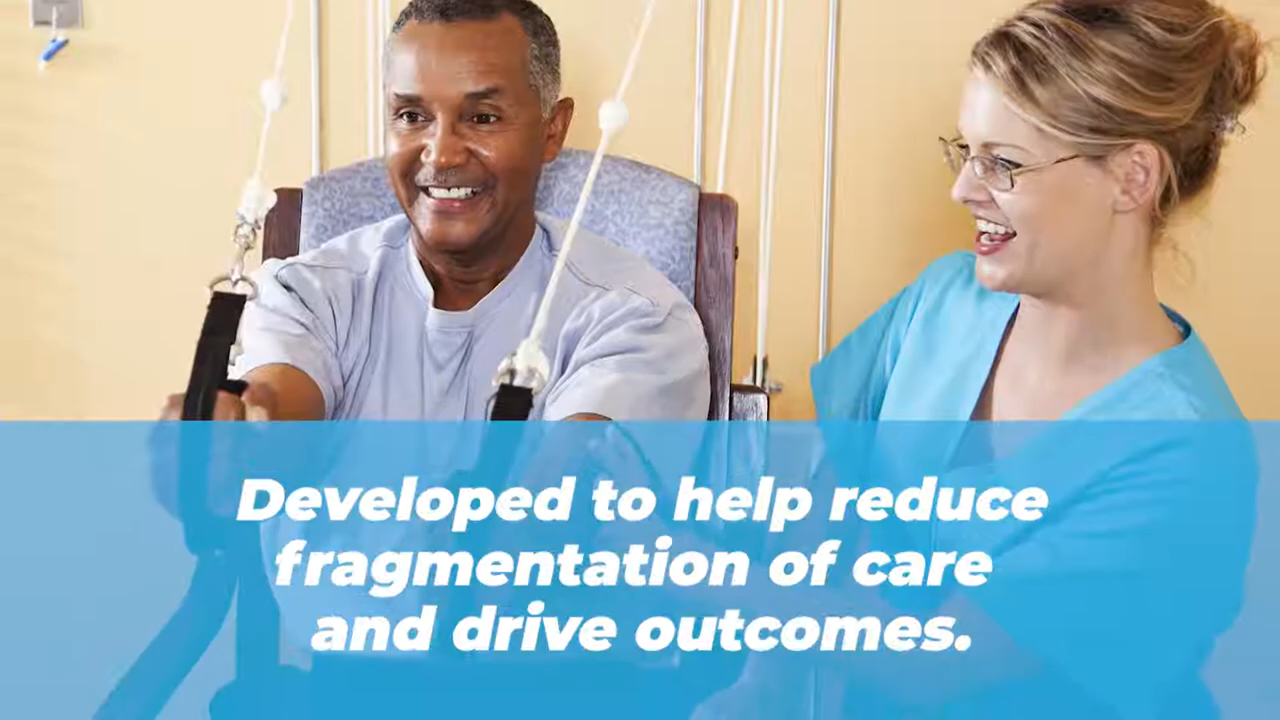 Developed to help reduce
fragmentation of care
and drive outcomes.